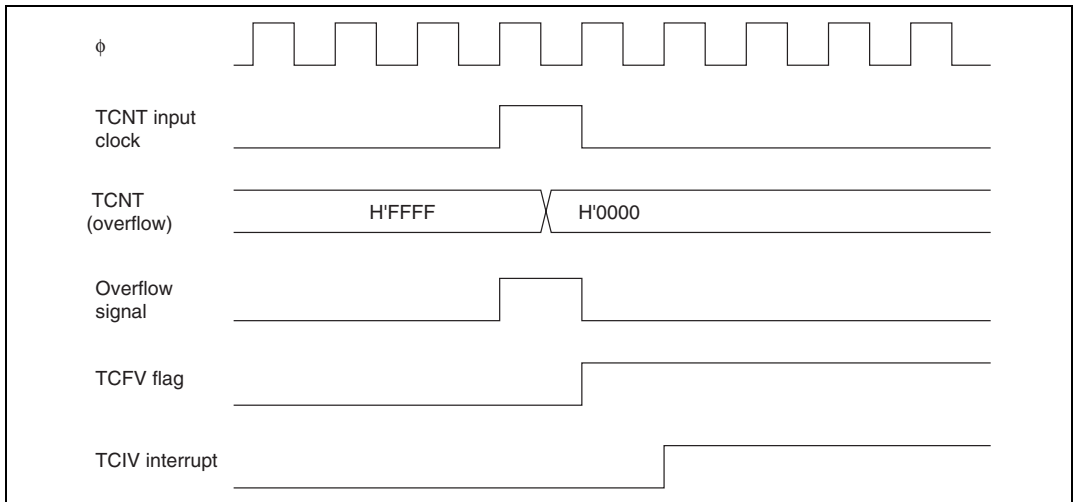 ϕ
TCNT input
clock
TCNT
(overflow)
H'FFFF
H'0000
Overflow
signal
TCFV flag
TCIV interrupt